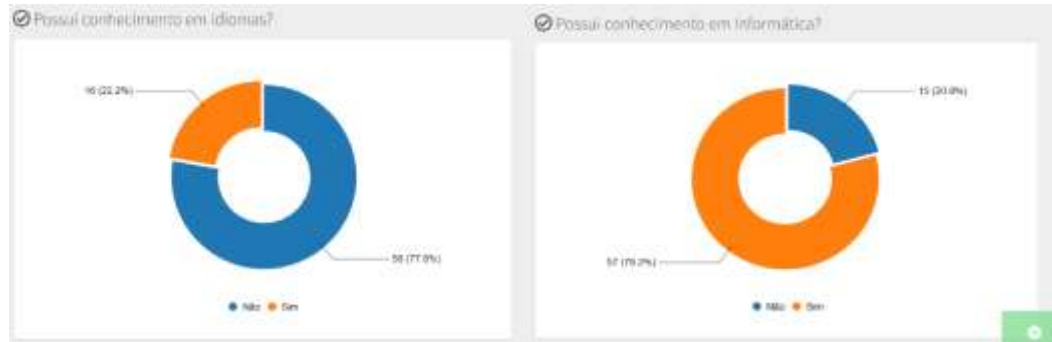 Possui conhecimento em idiomas?
16 (22.2%)
56 (77.8%)
Não Sim
Possui conhecimento em Informática?
15 (20.8%)
57 (79.2%)
Não Sim